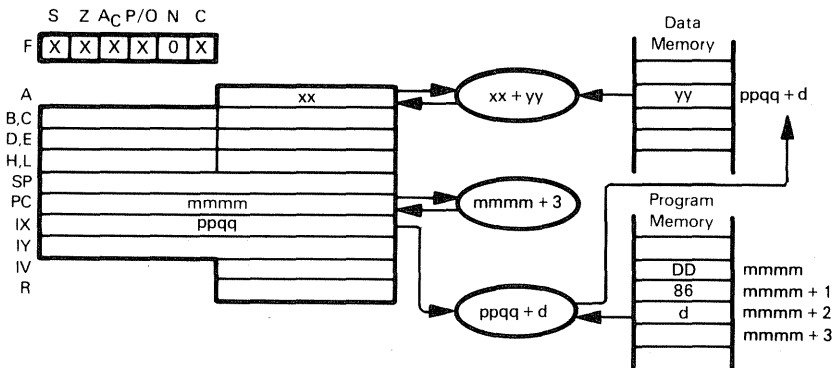 S Z AC P/O N C
F X X X X 0 X
Data
Memory
A xx
xx + yy
yy ppqq + d
B,C
D,E
H,L
SP
PC mmmm
mmmm + 3
Program
Memory
IX ppqq
IY
IV
R
ppqq + d
DD mmmm
86 mmmm + 1
d mmmm + 2
mmmm + 3